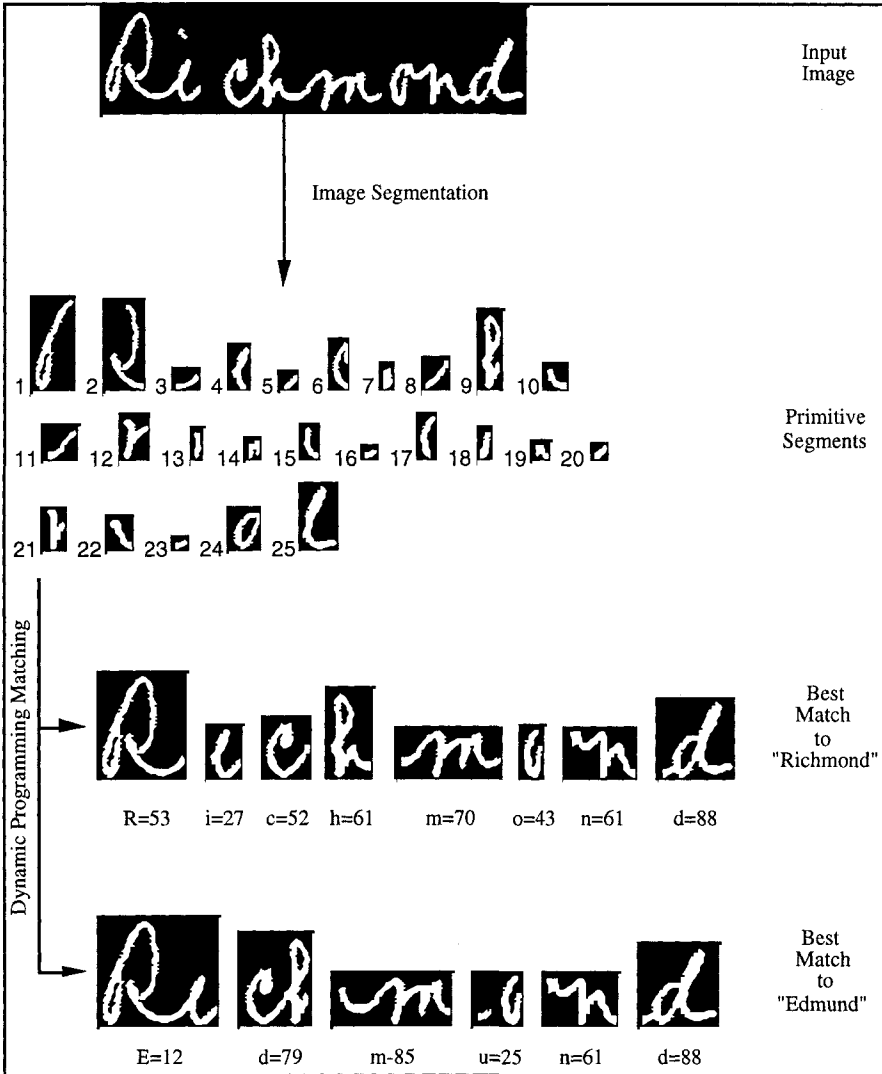 Richmond
Input
Image
Image Segmentation
1 2 3 4 5 6 7 8 9 10
11 12 13 14 15 16 17 18 19 20
Primitive
Segments
21 22 23 24 25
Dynamic Programming Matching
R i c h m o n d
Best
Match
to
"Richmond"
R=53 i=27 c=52 h=61 m=70 o=43 n=61 d=88
Best
Match
to
"Edmund"
E=12 d=79 m-85 u=25 n=61 d=88